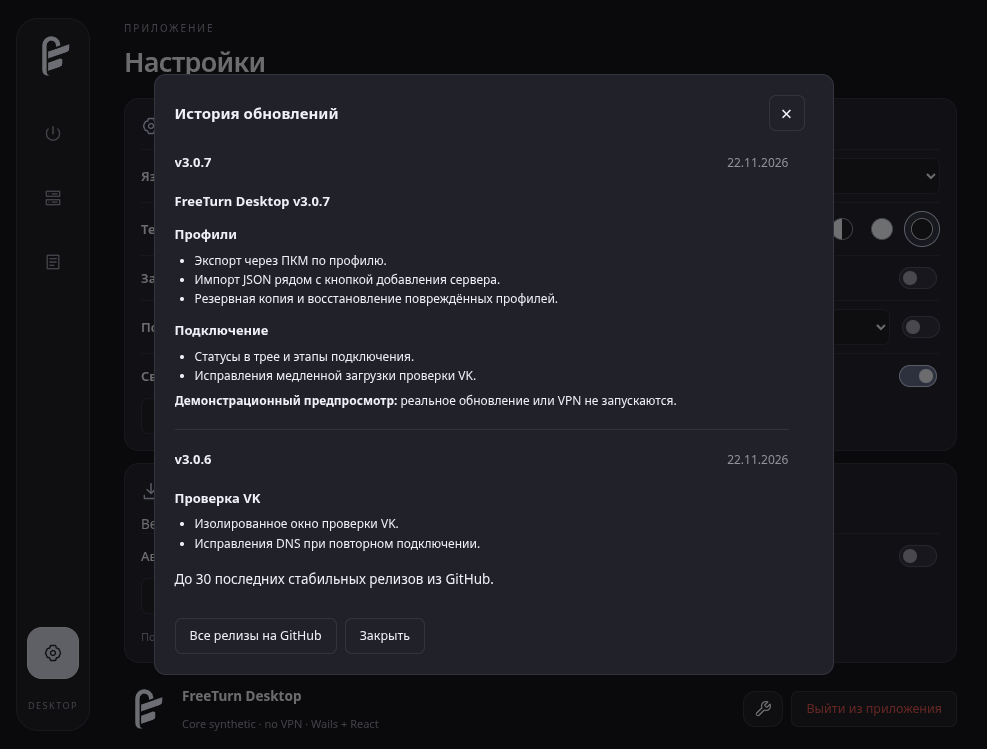 ПРИЛОЖЕНИЕ
Настройки
История обновлений
v3.0.7 22.11.2026
FreeTurn Desktop v3.0.7
Профили
• Экспорт через ПКМ по профилю.
• Импорт JSON рядом с кнопкой добавления сервера.
• Резервная копия и восстановление повреждённых профилей.
Подключение
• Статусы в трее и этапы подключения.
• Исправления медленной загрузки проверки VK.
Демонстрационный предпросмотр: реальное обновление или VPN не запускаются.
v3.0.6 22.11.2026
Проверка VK
• Изолированное окно проверки VK.
• Исправления DNS при повторном подключении.
До 30 последних стабильных релизов из GitHub.
Все релизы на GitHub Закрыть
DESKTOP
FreeTurn Desktop
Core synthetic · no VPN · Wails + React
Выйти из приложения